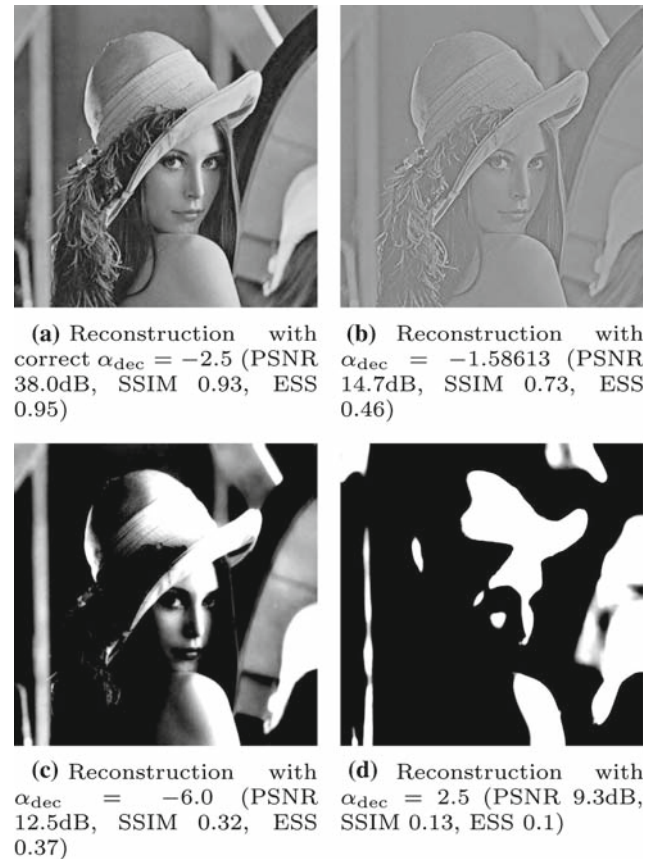 (a) Reconstruction with
correct α_dec = −2.5 (PSNR
38.0dB, SSIM 0.93, ESS
0.95)
(b) Reconstruction with
α_dec = −1.58613 (PSNR
14.7dB, SSIM 0.73, ESS
0.46)
(c) Reconstruction with
α_dec = −6.0 (PSNR
12.5dB, SSIM 0.32, ESS
0.37)
(d) Reconstruction with
α_dec = 2.5 (PSNR 9.3dB,
SSIM 0.13, ESS 0.1)